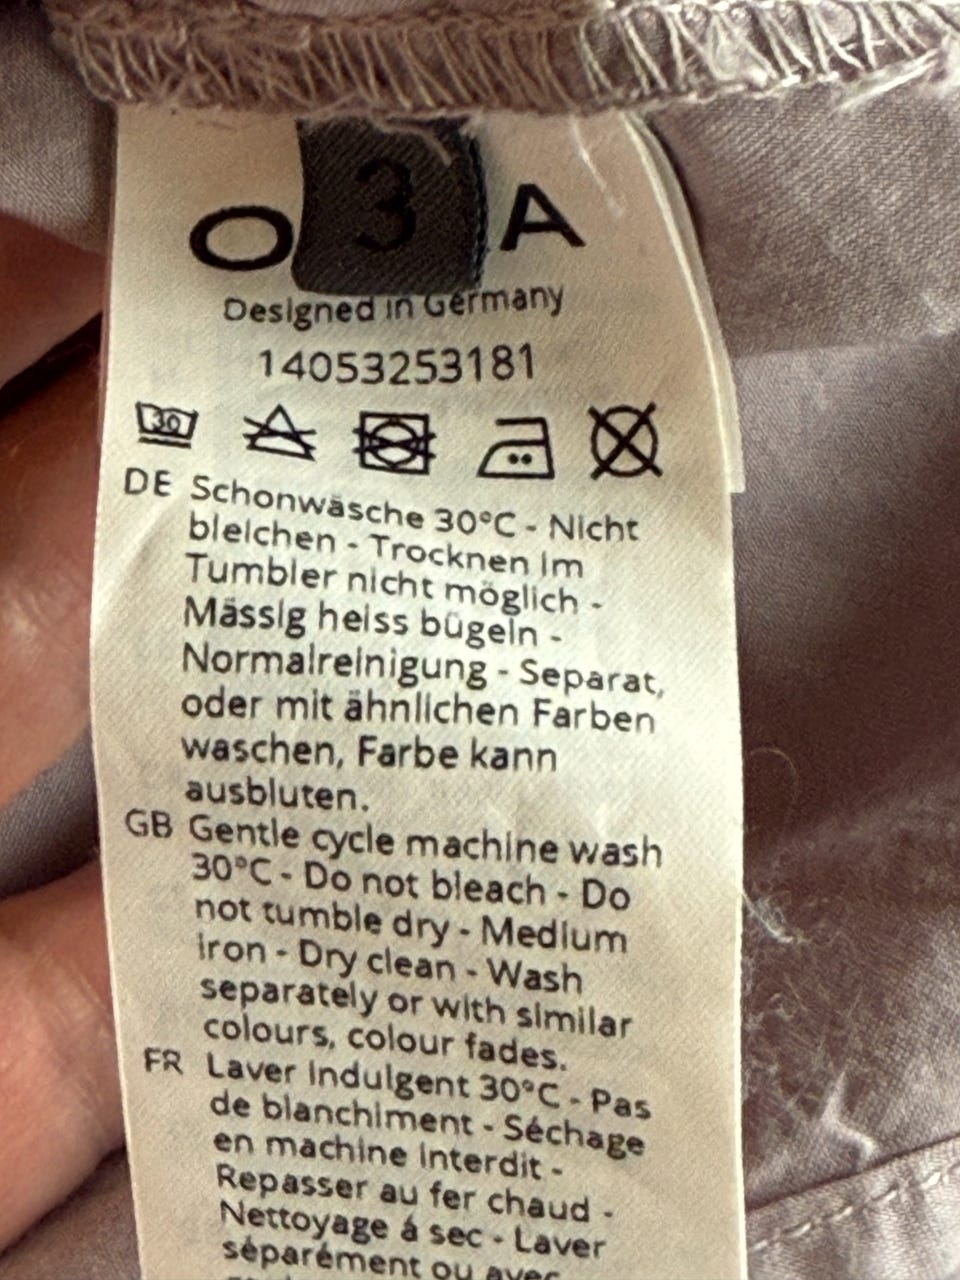 O 3 A
Designed in Germany
14053253181
30
DE Schonwäsche 30°C - Nicht
bleichen - Trocknen im
Tumbler nicht möglich -
Mässig heiss bügeln -
Normalreinigung - Separat,
oder mit ähnlichen Farben
waschen, Farbe kann
ausbluten.
GB Gentle cycle machine wash
30°C - Do not bleach - Do
not tumble dry - Medium
iron - Dry clean - Wash
separately or with similar
colours, colour fades.
FR Laver indulgent 30°C - Pas
de blanchiment - Séchage
en machine interdit -
Repasser au fer chaud -
Nettoyage á sec - Laver
séparément ou avec